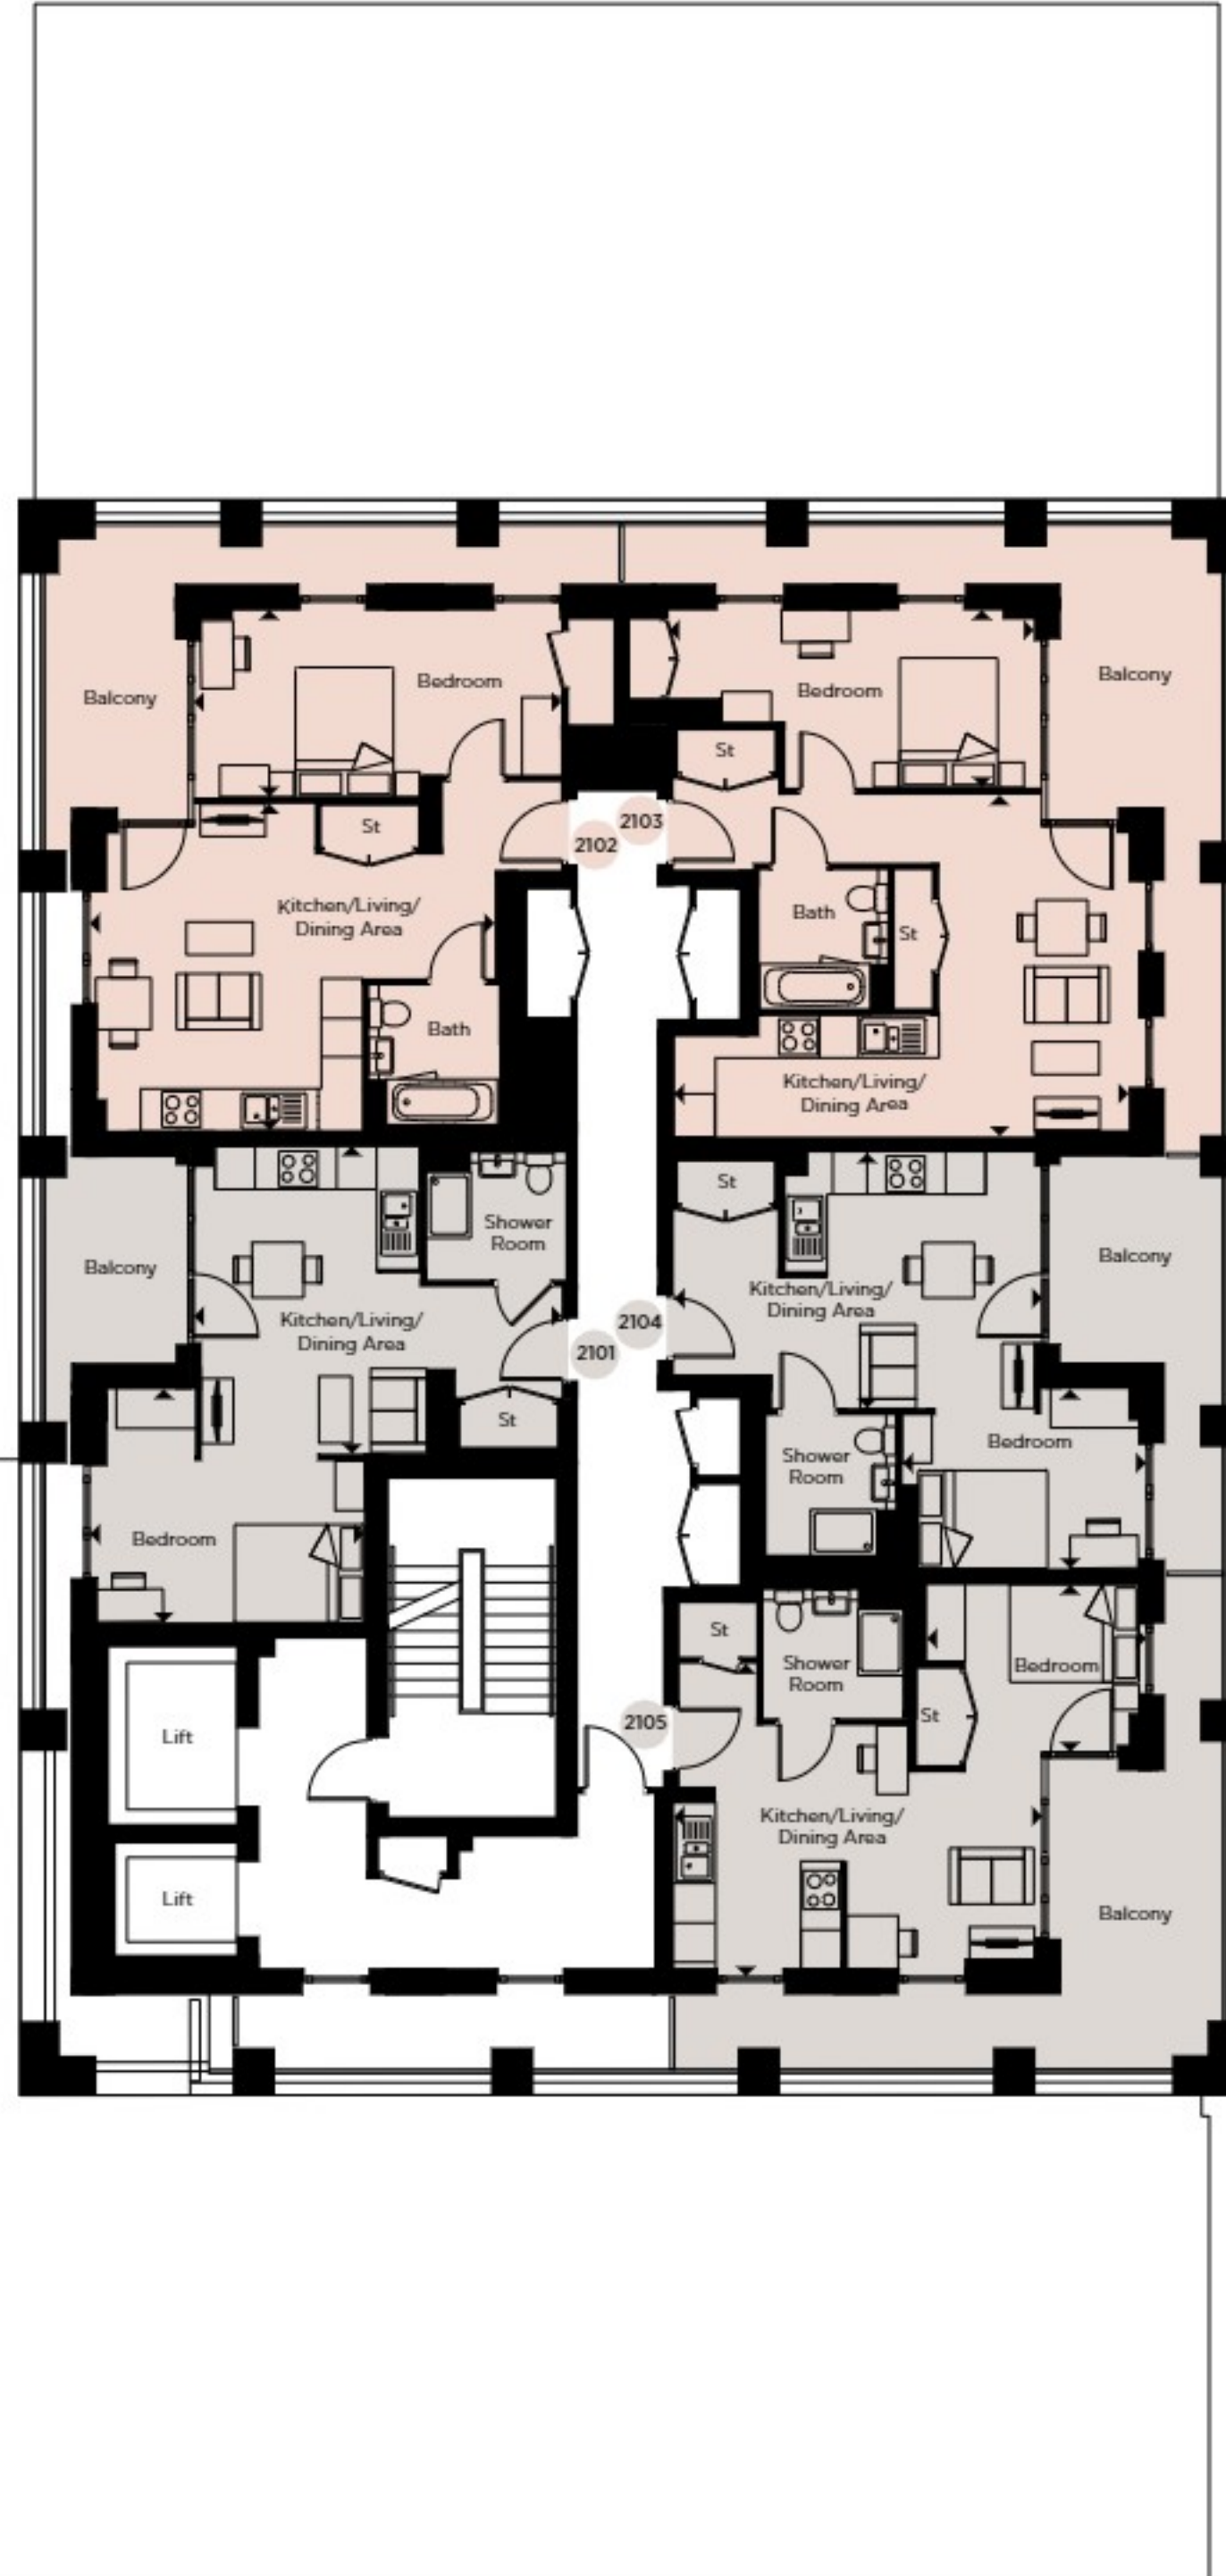 Balcony
Bedroom
St
Kitchen/Living/
Dining Area
Bath
2102
2103
Bedroom
Balcony
St
Bath
St
Kitchen/Living/
Dining Area
Balcony
Shower
Room
Kitchen/Living/
Dining Area
2101
St
Bedroom
2104
St
Kitchen/Living/
Dining Area
Balcony
Shower
Room
Bedroom
Lift
Lift
2105
St
Shower
Room
Bedroom
St
Kitchen/Living/
Dining Area
Balcony